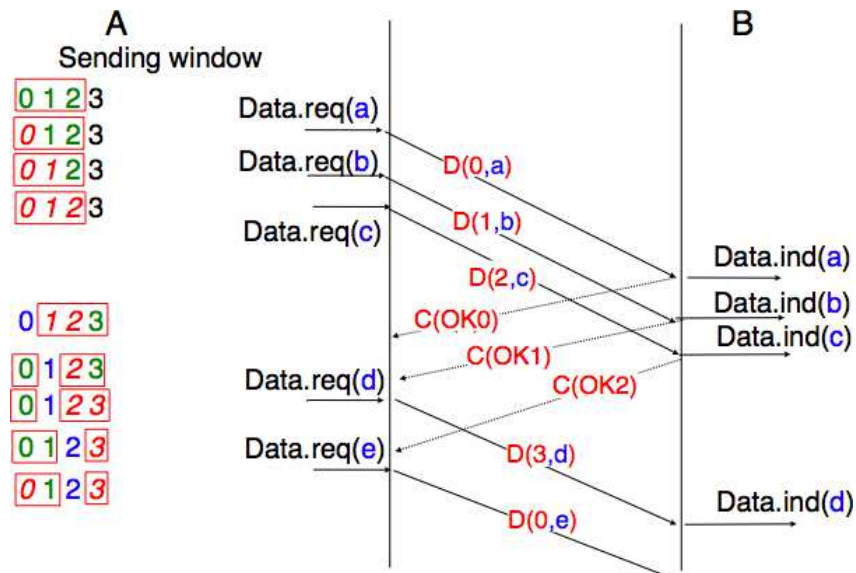 A
B
Sending window
0 1 2 3
Data.req(a)
0 1 2 3
Data.req(b)
D(0,a)
0 1 2 3
0 1 2 3
D(1,b)
Data.req(c)
Data.ind(a)
D(2,c)
Data.ind(b)
0 1 2 3
C(OK0)
Data.ind(c)
C(OK1)
0 1 2 3
Data.req(d)
C(OK2)
0 1 2 3
0 1 2 3
Data.req(e)
D(3,d)
0 1 2 3
Data.ind(d)
D(0,e)